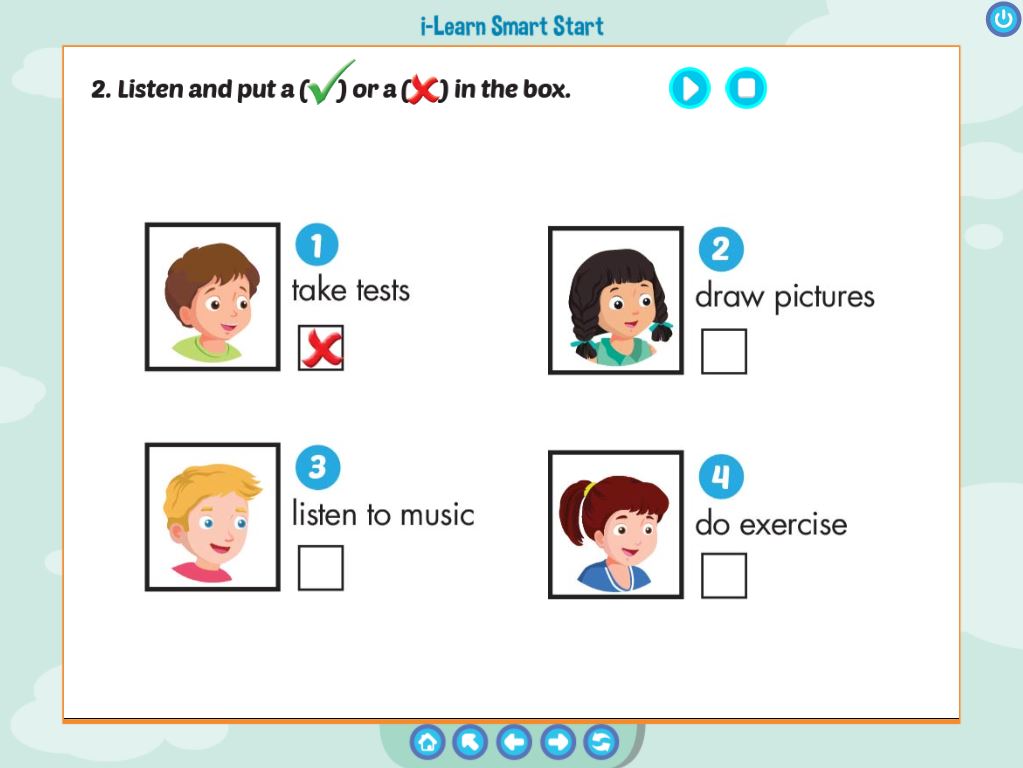 i-Learn Smart Start
2. Listen and put a (✓) or a (✗) in the box.
1
take tests
2
draw pictures
3
listen to music
4
do exercise